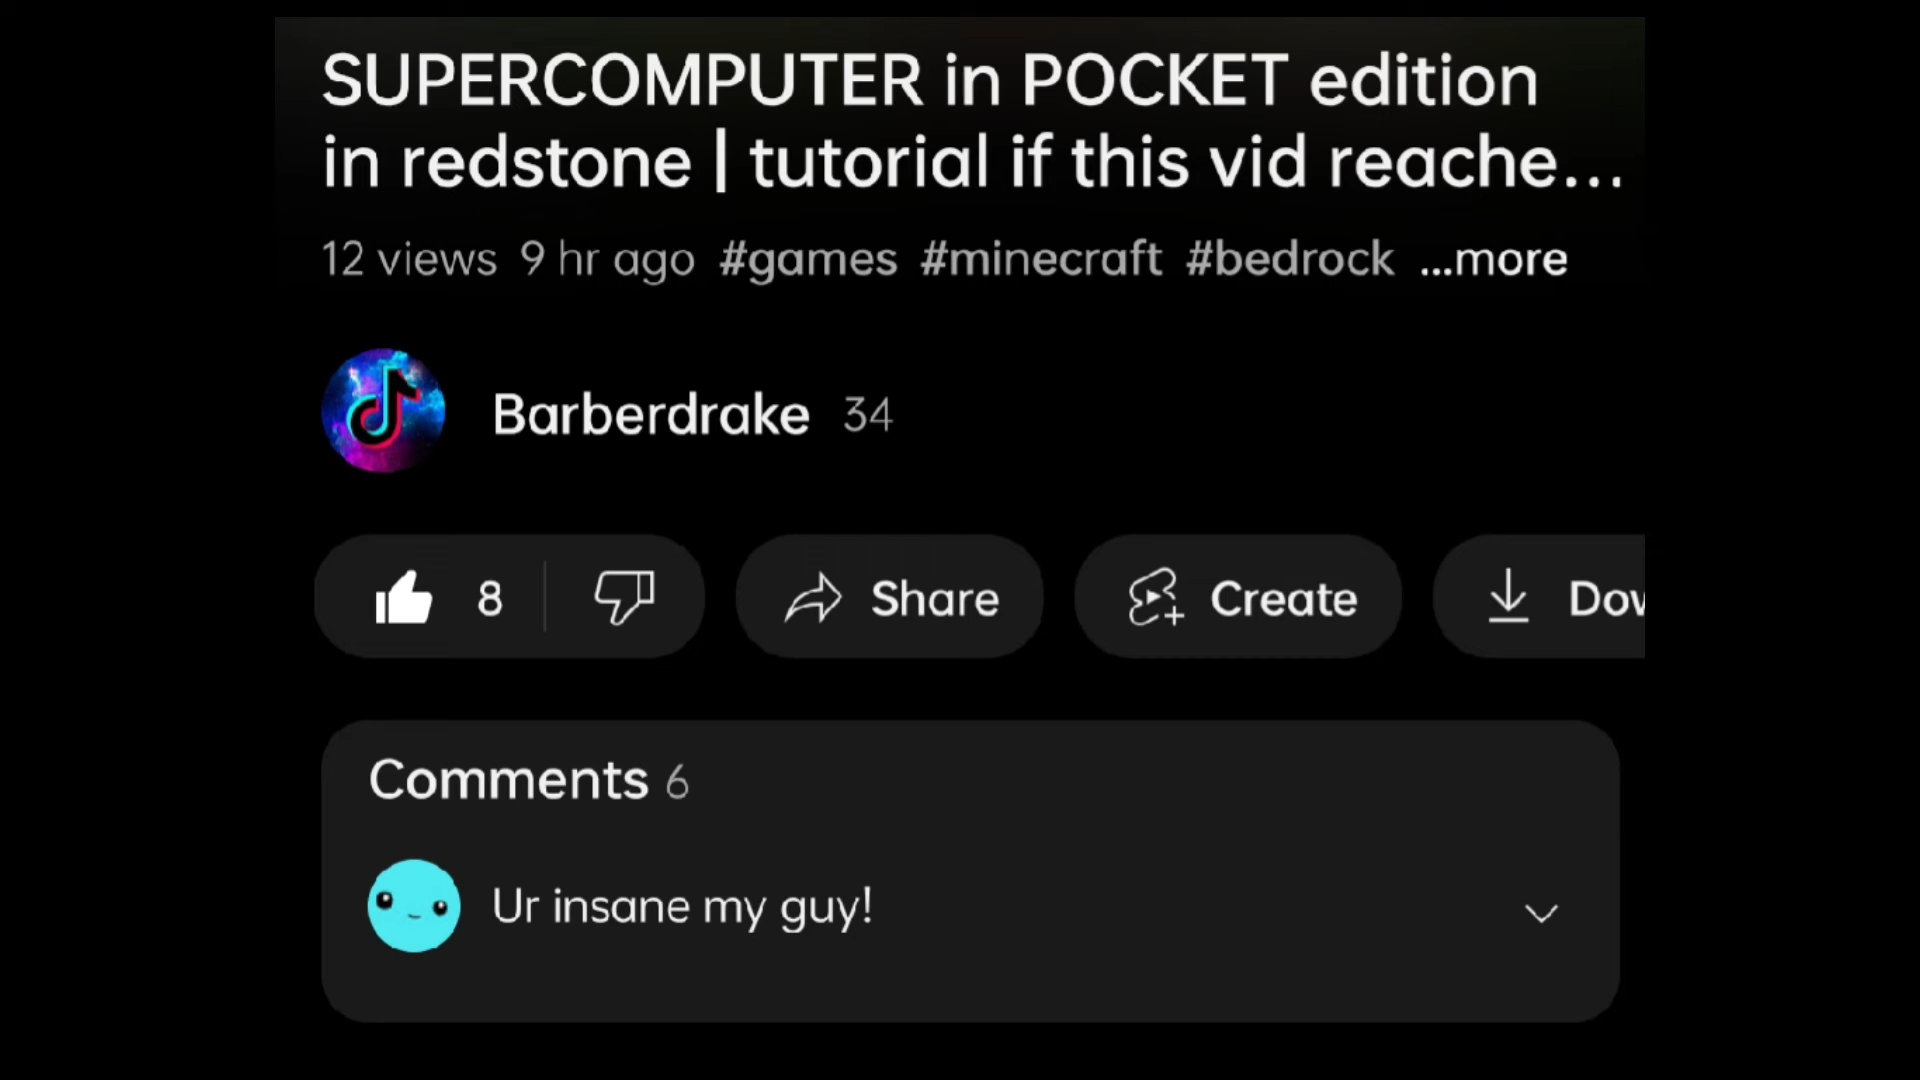 SUPERCOMPUTER in POCKET edition
in redstone | tutorial if this vid reache...
12 views 9 hr ago #games #minecraft #bedrock ...more
Barberdrake 34
8 Share Create Dow
Comments 6
Ur insane my guy!